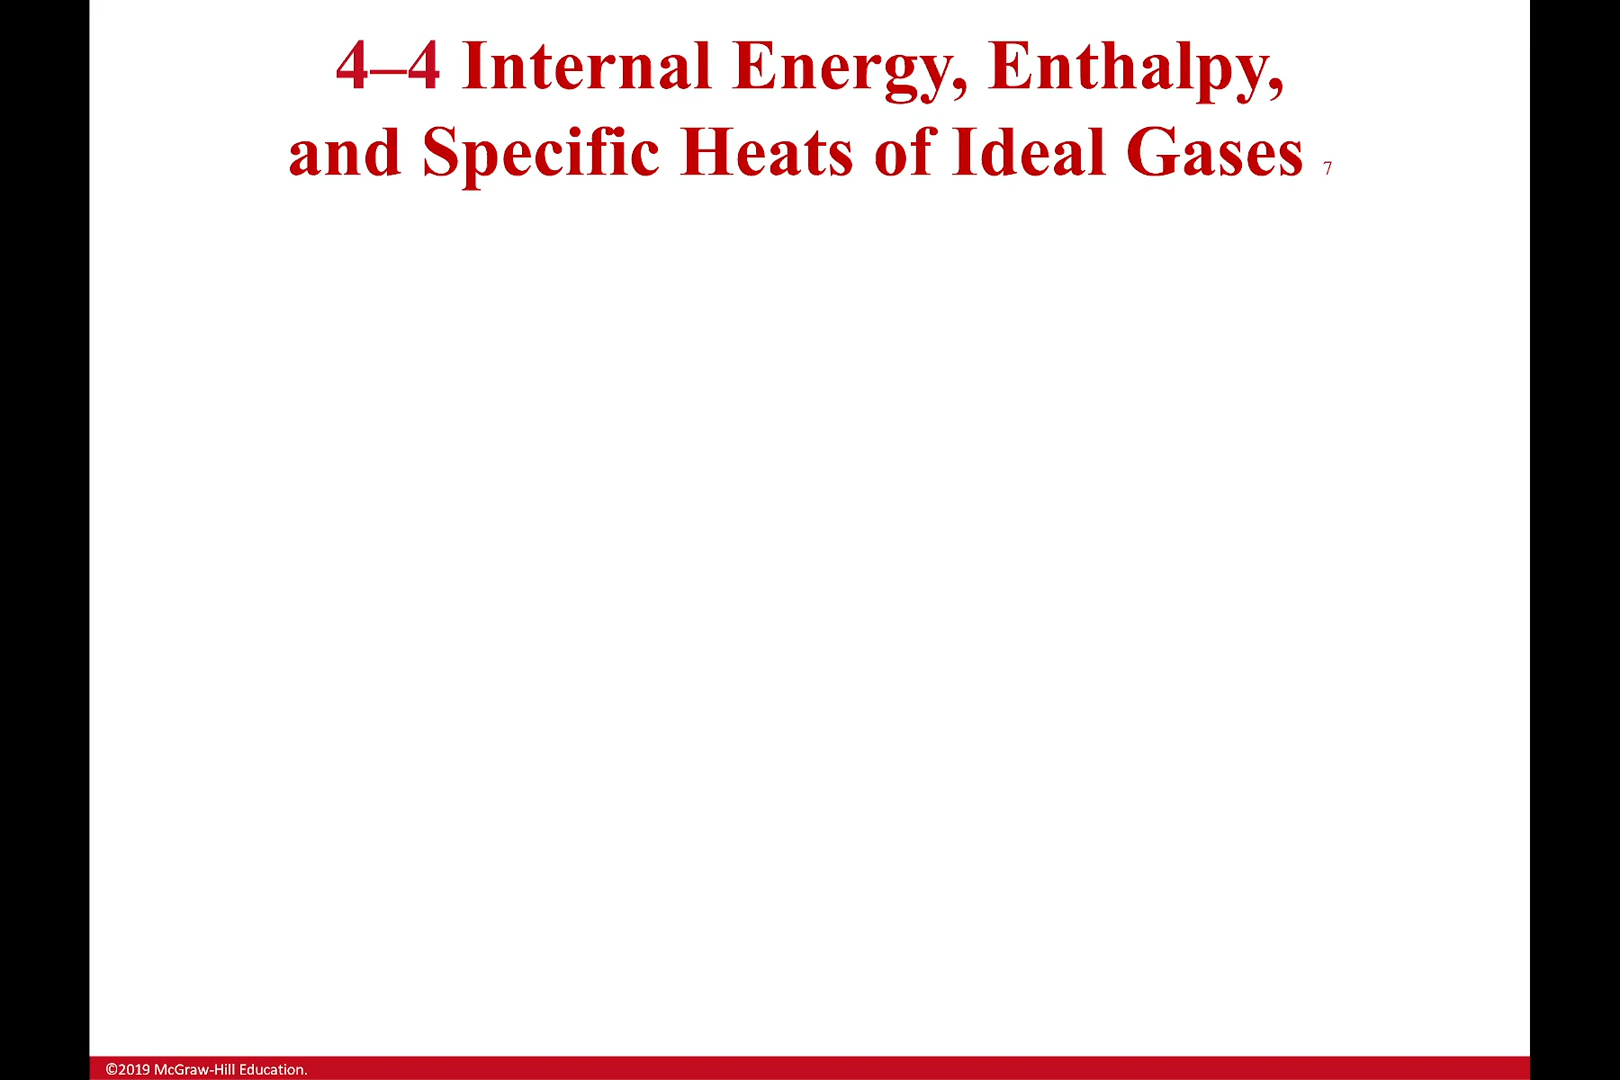 4–4 Internal Energy, Enthalpy,
and Specific Heats of Ideal Gases 7
©2019 McGraw-Hill Education.